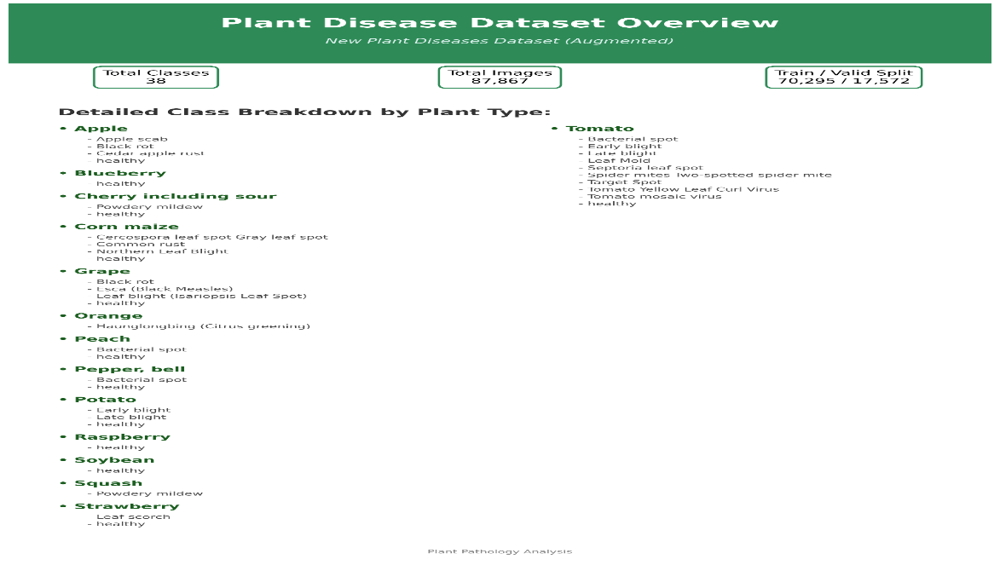 Plant Disease Dataset Overview
New Plant Diseases Dataset (Augmented)
Total Classes
38
Total Images
87,867
Train / Valid Split
70,295 / 17,572
Detailed Class Breakdown by Plant Type:
• Apple
- Apple scab
- Black rot
- Cedar apple rust
- healthy
• Blueberry
- healthy
• Cherry including sour
- Powdery mildew
- healthy
• Corn maize
- Cercospora leaf spot Gray leaf spot
- Common rust
- Northern Leaf Blight
- healthy
• Grape
- Black rot
- Esca (Black Measles)
- Leaf blight (Isariopsis Leaf Spot)
- healthy
• Orange
- Haunglongbing (Citrus greening)
• Peach
- Bacterial spot
- healthy
• Pepper, bell
- Bacterial spot
- healthy
• Potato
- Early blight
- Late blight
- healthy
• Raspberry
- healthy
• Soybean
- healthy
• Squash
- Powdery mildew
• Strawberry
- Leaf scorch
- healthy
• Tomato
- Bacterial spot
- Early blight
- Late blight
- Leaf Mold
- Septoria leaf spot
- Spider mites Two-spotted spider mite
- Target Spot
- Tomato Yellow Leaf Curl Virus
- Tomato mosaic virus
- healthy
Plant Pathology Analysis